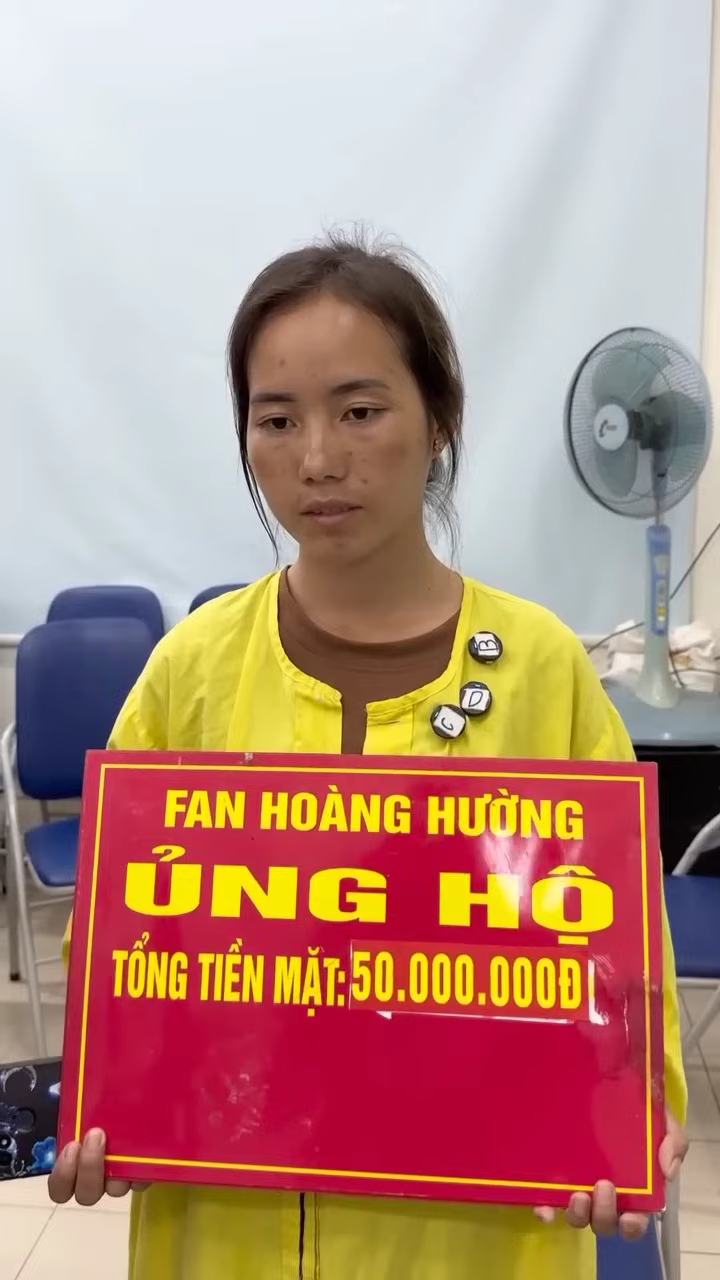 FAN HOÀNG HƯỜNG
ỦNG HỘ
TỔNG TIỀN MẶT: 50.000.000Đ
B
D
C